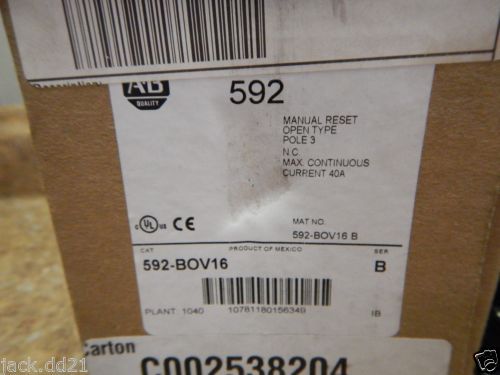 AB
QUALITY
592
MANUAL RESET
OPEN TYPE
POLE 3
N.C.
MAX. CONTINUOUS
CURRENT 40A
MAT NO.
592-BOV16 B
CAT
PRODUCT OF MEXICO
SER
592-BOV16
B
PLANT: 1040
10781180156349
IB
Carton
C002538204
jack.dd21